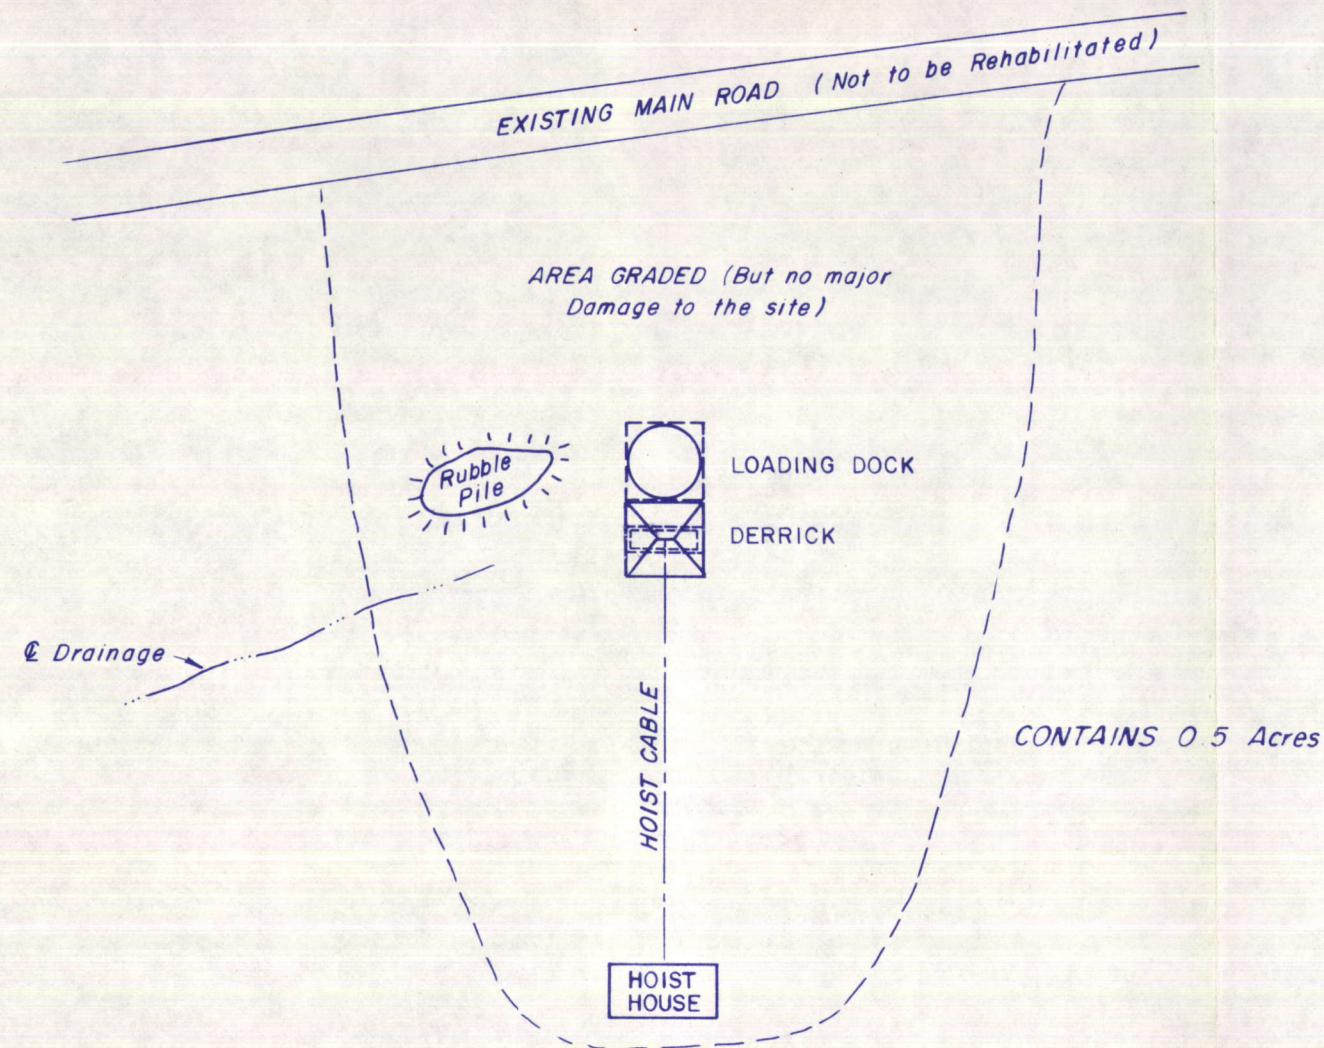 EXISTING MAIN ROAD (Not to be Rehabilitated)
AREA GRADED (But no major
Damage to the site)
Rubble
Pile
LOADING DOCK
DERRICK
℄ Drainage
HOIST CABLE
CONTAINS 0 5 Acres
HOIST
HOUSE